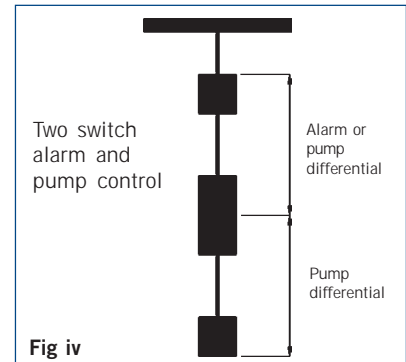 Two switch
alarm and
pump control
Alarm or
pump
differential
Pump
differential
Fig iv